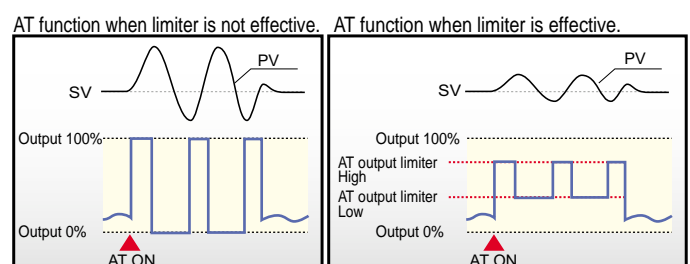 AT function when limiter is not effective.
PV
SV
Output 100%
Output 0%
AT ON
AT function when limiter is effective.
PV
SV
Output 100%
AT output limiter
High
AT output limiter
Low
Output 0%
AT ON